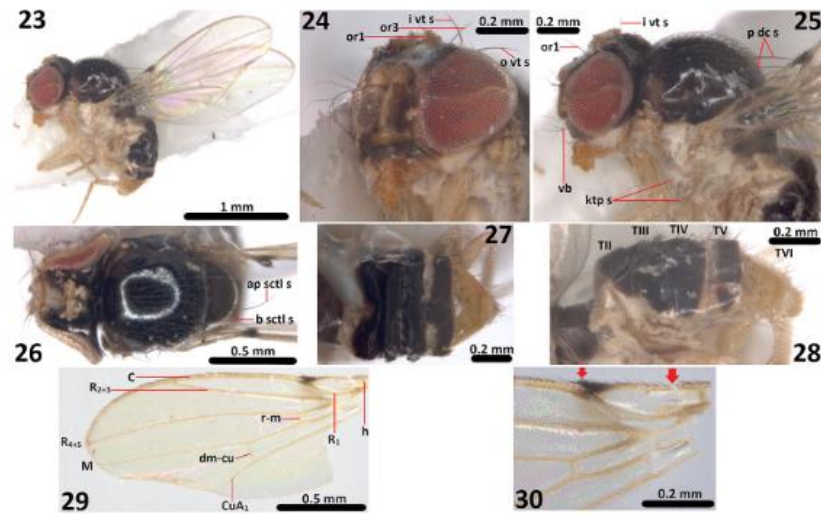 23
1 mm
24
i vt s
or3
or1
o vt s
0.2 mm
0.2 mm
25
i vt s
or1
p dc s
vb
ktp s
26
ap sctl s
b sctl s
0.5 mm
27
0.2 mm
TII
TIII
TIV
TV
TVI
0.2 mm
28
C
R2+3
R4+5
M
r-m
dm-cu
CuA1
R1
h
29
0.5 mm
30
0.2 mm